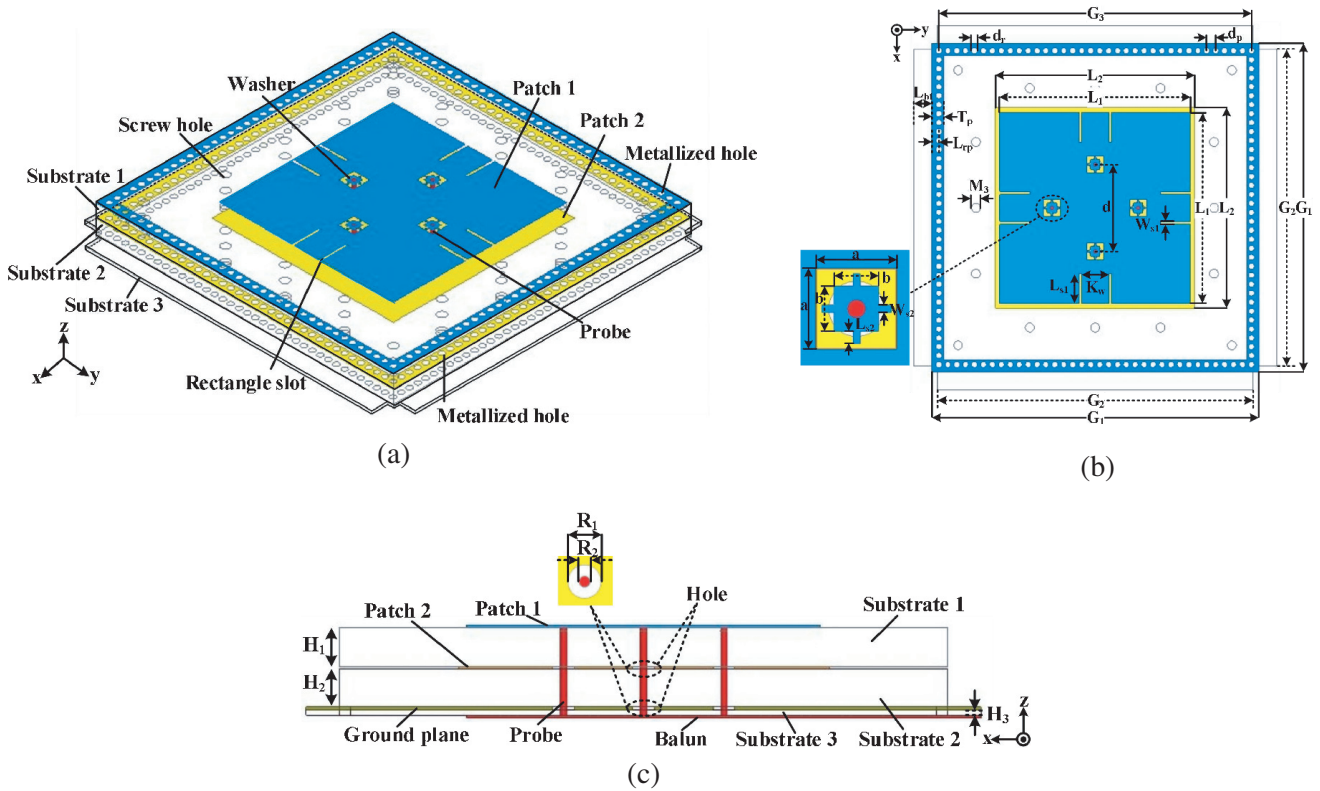 Washer
Patch 1
Patch 2
Screw hole
Metallized hole
Substrate 1
Substrate 2
Substrate 3
Probe
Rectangle slot
Metallized hole
z
x
y
(a)
y
x
G3
dr
dp
L2
L1
Lbt
Tp
Lrp
M3
d
Ws1
L1
L2
G2
G1
Ls1
Kw
a
b
a
b
Ws2
Ls2
G2
G1
(b)
R1
R2
Hole
Patch 2
Patch 1
Substrate 1
H1
H2
H3
z
x
Ground plane
Probe
Balun
Substrate 3
Substrate 2
(c)